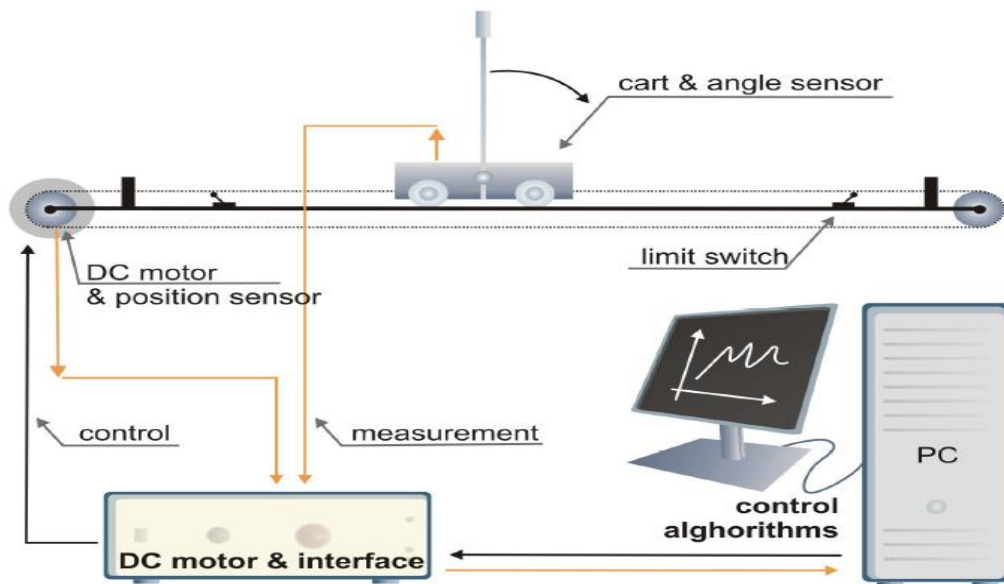 cart & angle sensor
limit switch
DC motor
& position sensor
control
measurement
PC
control
alghorithms
DC motor & interface